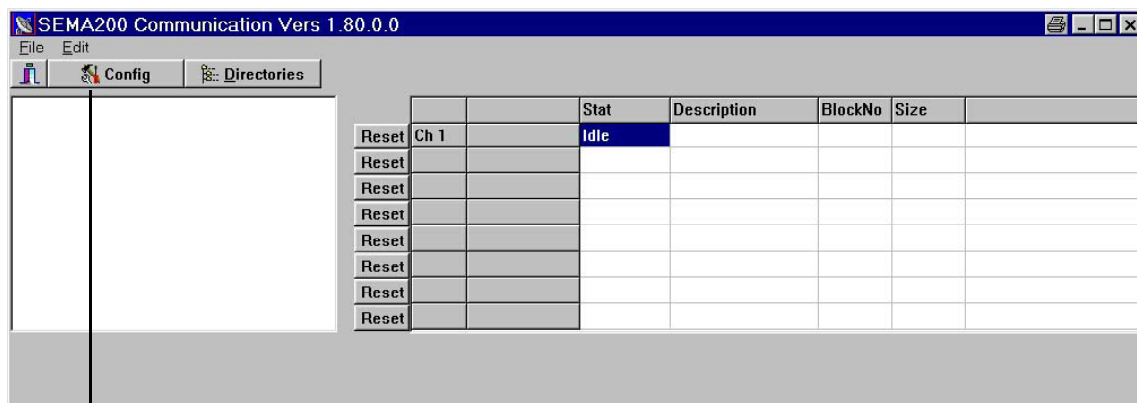 SEMA200 Communication Vers 1.80.0.0
File Edit
Config Directories
Stat Description BlockNo Size
Reset Ch 1 Idle
Reset
Reset
Reset
Reset
Reset
Reset
Reset